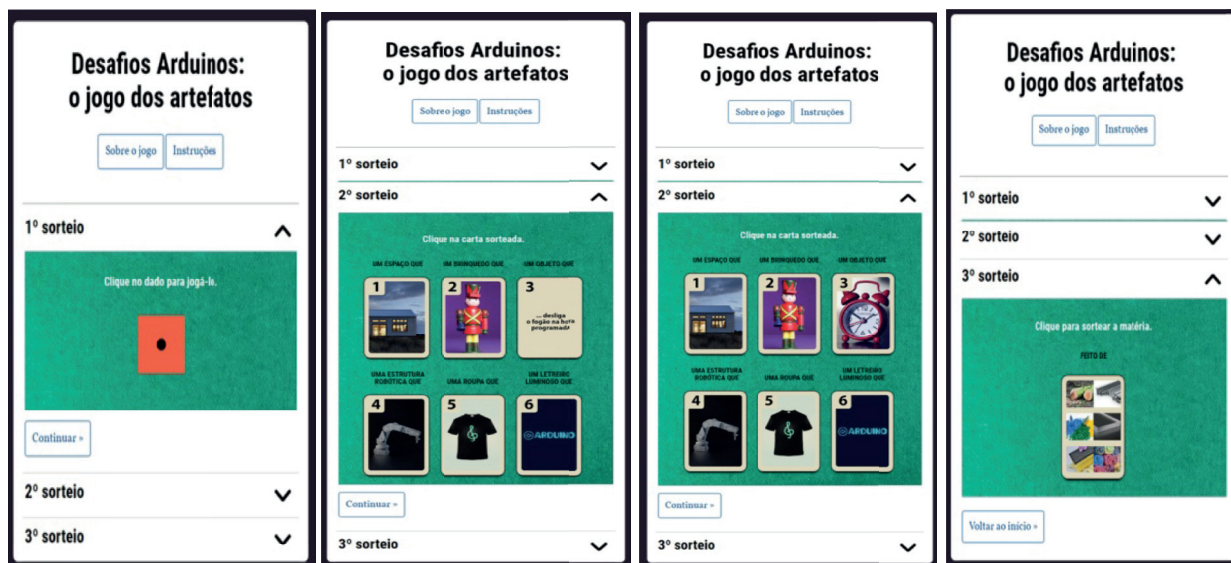 Desafios Arduinos:
o jogo dos artefatos
Sobre o jogo Instruções
1º sorteio
Clique no dado para jogá-lo.
Continuar »
2º sorteio
3º sorteio
Desafios Arduinos:
o jogo dos artefatos
Sobre o jogo Instruções
1º sorteio
2º sorteio
Clique na carta sorteada.
UM ESPAÇO QUE UM BRINQUEDO QUE UM OBJETO QUE
1 2 3
... desliga
o fogão na hora
programada
UMA ESTRUTURA
ROBÓTICA QUE UMA ROUPA QUE UM LETREIRO
LUMINOSO QUE
4 5 6
ARDUINO
Continuar »
3º sorteio
Desafios Arduinos:
o jogo dos artefatos
Sobre o jogo Instruções
1º sorteio
2º sorteio
Clique na carta sorteada.
UM ESPAÇO QUE UM BRINQUEDO QUE UM OBJETO QUE
1 2 3
UMA ESTRUTURA
ROBÓTICA QUE UMA ROUPA QUE UM LETREIRO
LUMINOSO QUE
4 5 6
ARDUINO
Continuar »
3º sorteio
Desafios Arduinos:
o jogo dos artefatos
Sobre o jogo Instruções
1º sorteio
2º sorteio
3º sorteio
Clique para sortear a matéria.
FEITO DE
Voltar ao início »